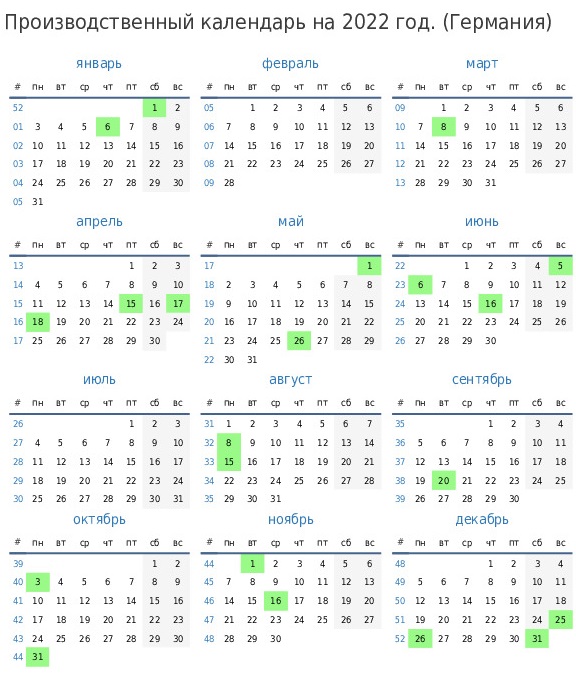 Производственный календарь на 2022 год. (Германия)
январь февраль март
# пн вт ср чт пт сб вс # пн вт ср чт пт сб вс # пн вт ср чт пт сб вс
52 1 2 05 1 2 3 4 5 6 09 1 2 3 4 5 6
01 3 4 5 6 7 8 9 06 7 8 9 10 11 12 13 10 7 8 9 10 11 12 13
02 10 11 12 13 14 15 16 07 14 15 16 17 18 19 20 11 14 15 16 17 18 19 20
03 17 18 19 20 21 22 23 08 21 22 23 24 25 26 27 12 21 22 23 24 25 26 27
04 24 25 26 27 28 29 30 09 28 13 28 29 30 31
05 31
апрель май июнь
# пн вт ср чт пт сб вс # пн вт ср чт пт сб вс # пн вт ср чт пт сб вс
13 1 2 3 17 1 22 1 2 3 4 5
14 4 5 6 7 8 9 10 18 2 3 4 5 6 7 8 23 6 7 8 9 10 11 12
15 11 12 13 14 15 16 17 19 9 10 11 12 13 14 15 24 13 14 15 16 17 18 19
16 18 19 20 21 22 23 24 20 16 17 18 19 20 21 22 25 20 21 22 23 24 25 26
17 25 26 27 28 29 30 21 23 24 25 26 27 28 29 26 27 28 29 30
22 30 31
июль август сентябрь
# пн вт ср чт пт сб вс # пн вт ср чт пт сб вс # пн вт ср чт пт сб вс
26 1 2 3 31 1 2 3 4 5 6 7 35 1 2 3 4
27 4 5 6 7 8 9 10 32 8 9 10 11 12 13 14 36 5 6 7 8 9 10 11
28 11 12 13 14 15 16 17 33 15 16 17 18 19 20 21 37 12 13 14 15 16 17 18
29 18 19 20 21 22 23 24 34 22 23 24 25 26 27 28 38 19 20 21 22 23 24 25
30 25 26 27 28 29 30 31 35 29 30 31 39 26 27 28 29 30
октябрь ноябрь декабрь
# пн вт ср чт пт сб вс # пн вт ср чт пт сб вс # пн вт ср чт пт сб вс
39 1 2 44 1 2 3 4 5 6 48 1 2 3 4
40 3 4 5 6 7 8 9 45 7 8 9 10 11 12 13 49 5 6 7 8 9 10 11
41 10 11 12 13 14 15 16 46 14 15 16 17 18 19 20 50 12 13 14 15 16 17 18
42 17 18 19 20 21 22 23 47 21 22 23 24 25 26 27 51 19 20 21 22 23 24 25
43 24 25 26 27 28 29 30 48 28 29 30 52 26 27 28 29 30 31
44 31